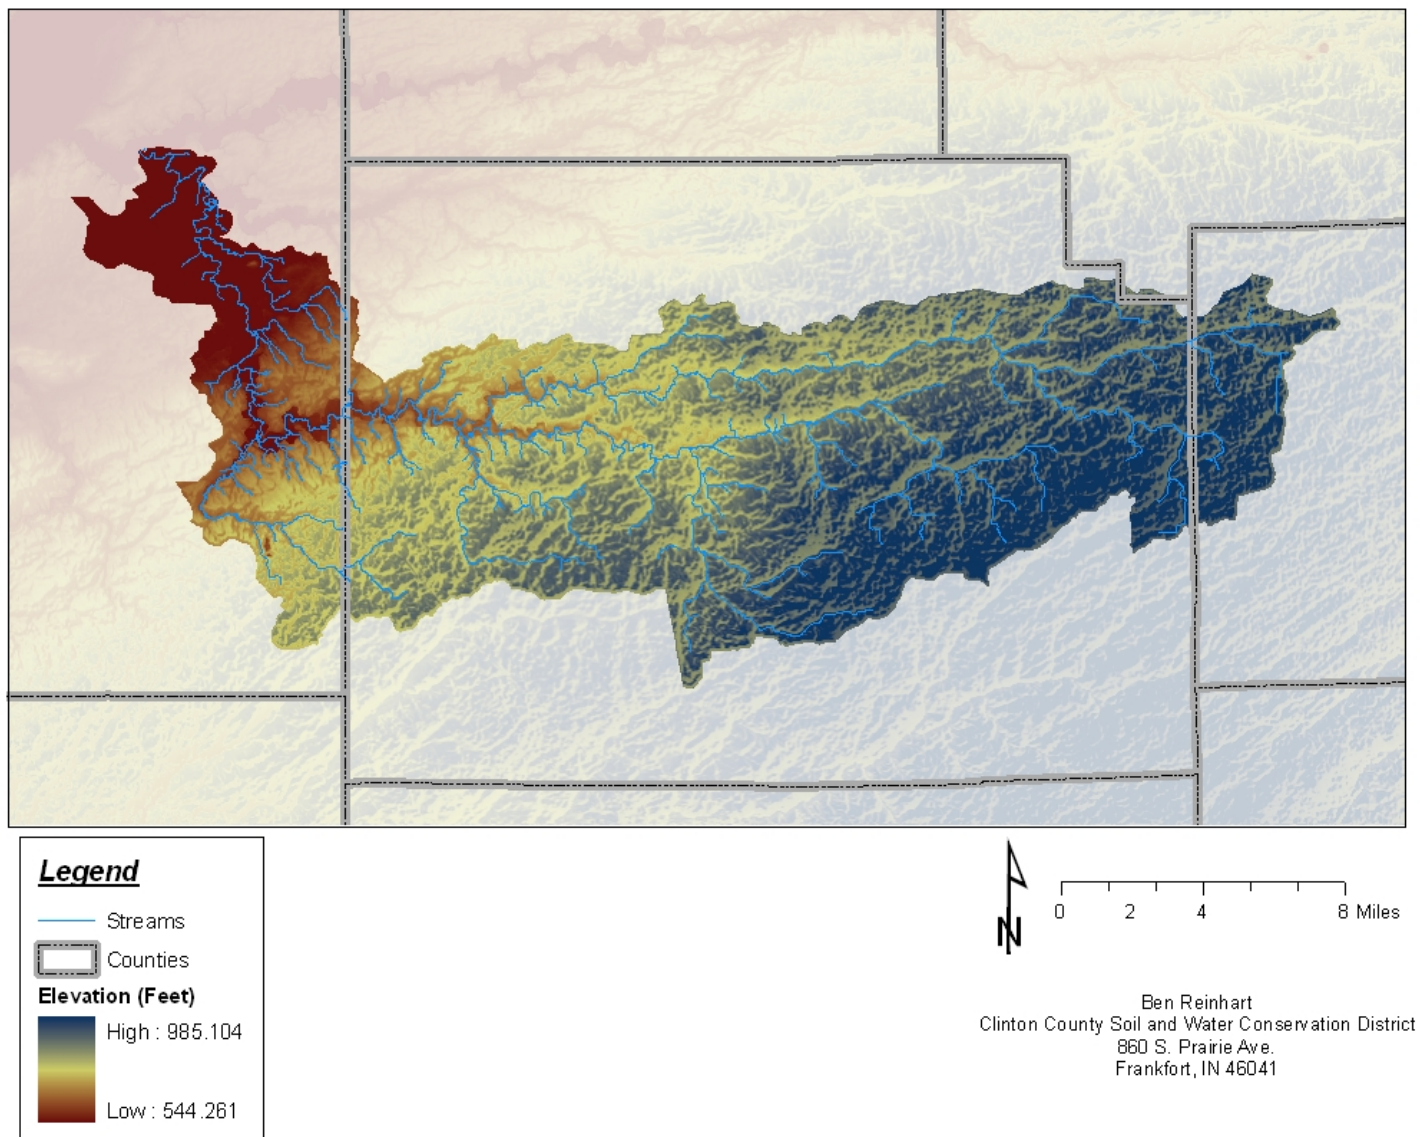 Legend
Streams
Counties
Elevation (Feet)
High : 985.104
Low : 544.261
N
0 2 4 8 Miles
Ben Reinhart
Clinton County Soil and Water Conservation District
860 S. Prairie Ave.
Frankfort, IN 46041